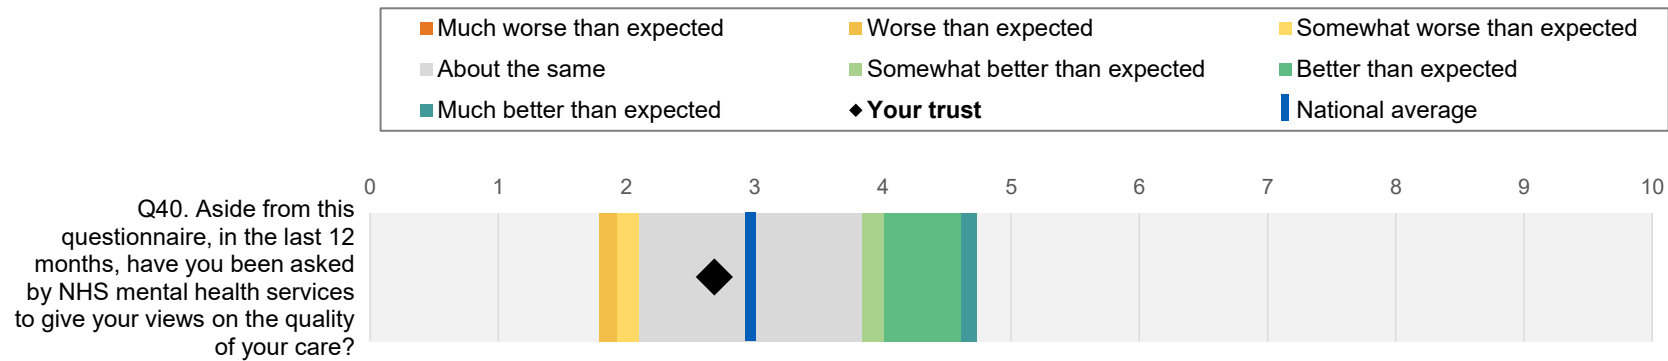 Much worse than expected Worse than expected Somewhat worse than expected
About the same Somewhat better than expected Better than expected
Much better than expected Your trust National average
0 1 2 3 4 5 6 7 8 9 10
Q40. Aside from this
questionnaire, in the last 12
months, have you been asked
by NHS mental health services
to give your views on the quality
of your care?